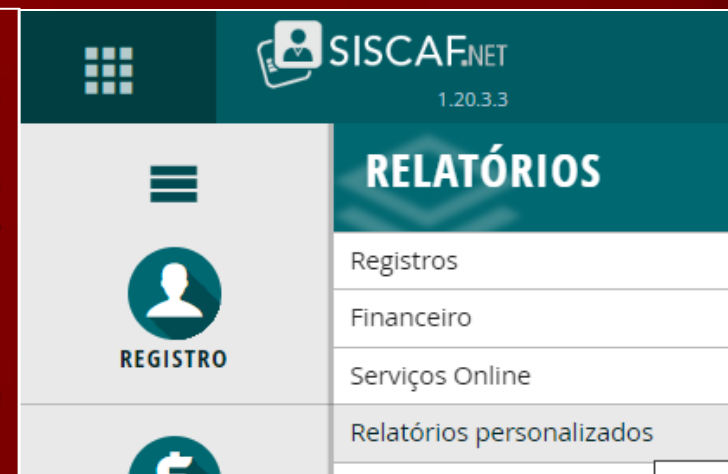 SISCAF.NET
1.20.3.3
RELATÓRIOS
REGISTRO
Registros
Financeiro
Serviços Online
Relatórios personalizados